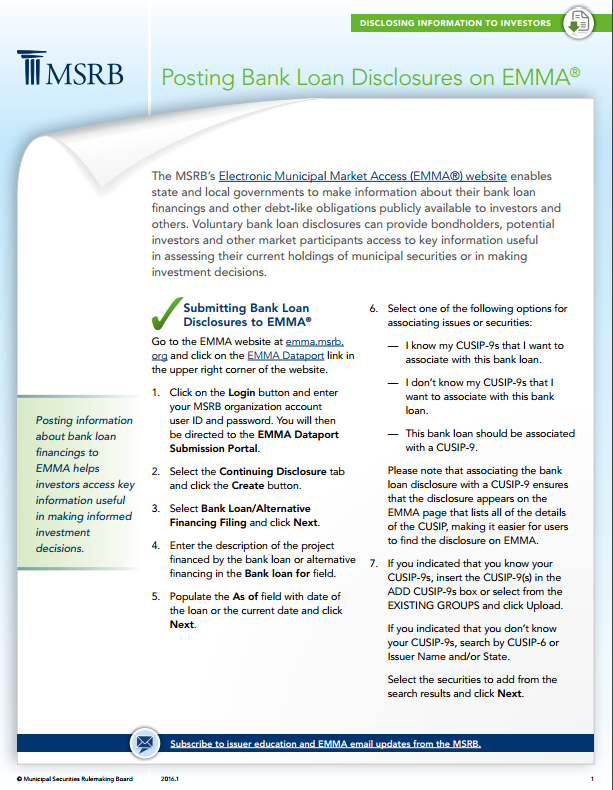 DISCLOSING INFORMATION TO INVESTORS
MSRB
Posting Bank Loan Disclosures on EMMA®
The MSRB's Electronic Municipal Market Access (EMMA®) website enables
state and local governments to make information about their bank loan
financings and other debt-like obligations publicly available to investors and
others. Voluntary bank loan disclosures can provide bondholders, potential
investors and other market participants access to key information useful
in assessing their current holdings of municipal securities or in making
investment decisions.
Posting information
about bank loan
financings to
EMMA helps
investors access key
information useful
in making informed
investment
decisions.
Submitting Bank Loan
Disclosures to EMMA®
Go to the EMMA website at emma.msrb.
org and click on the EMMA Dataport link in
the upper right corner of the website.
1. Click on the Login button and enter
your MSRB organization account
user ID and password. You will then
be directed to the EMMA Dataport
Submission Portal.
2. Select the Continuing Disclosure tab
and click the Create button.
3. Select Bank Loan/Alternative
Financing Filing and click Next.
4. Enter the description of the project
financed by the bank loan or alternative
financing in the Bank loan for field.
5. Populate the As of field with date of
the loan or the current date and click
Next.
6. Select one of the following options for
associating issues or securities:
— I know my CUSIP-9s that I want to
associate with this bank loan.
— I don't know my CUSIP-9s that I
want to associate with this bank
loan.
— This bank loan should be associated
with a CUSIP-9.
Please note that associating the bank
loan disclosure with a CUSIP-9 ensures
that the disclosure appears on the
EMMA page that lists all of the details
of the CUSIP, making it easier for users
to find the disclosure on EMMA.
7. If you indicated that you know your
CUSIP-9s, insert the CUSIP-9(s) in the
ADD CUSIP-9s box or select from the
EXISTING GROUPS and click Upload.
If you indicated that you don't know
your CUSIP-9s, search by CUSIP-6 or
Issuer Name and/or State.
Select the securities to add from the
search results and click Next.
Subscribe to issuer education and EMMA email updates from the MSRB.
© Municipal Securities Rulemaking Board 2016.1 1